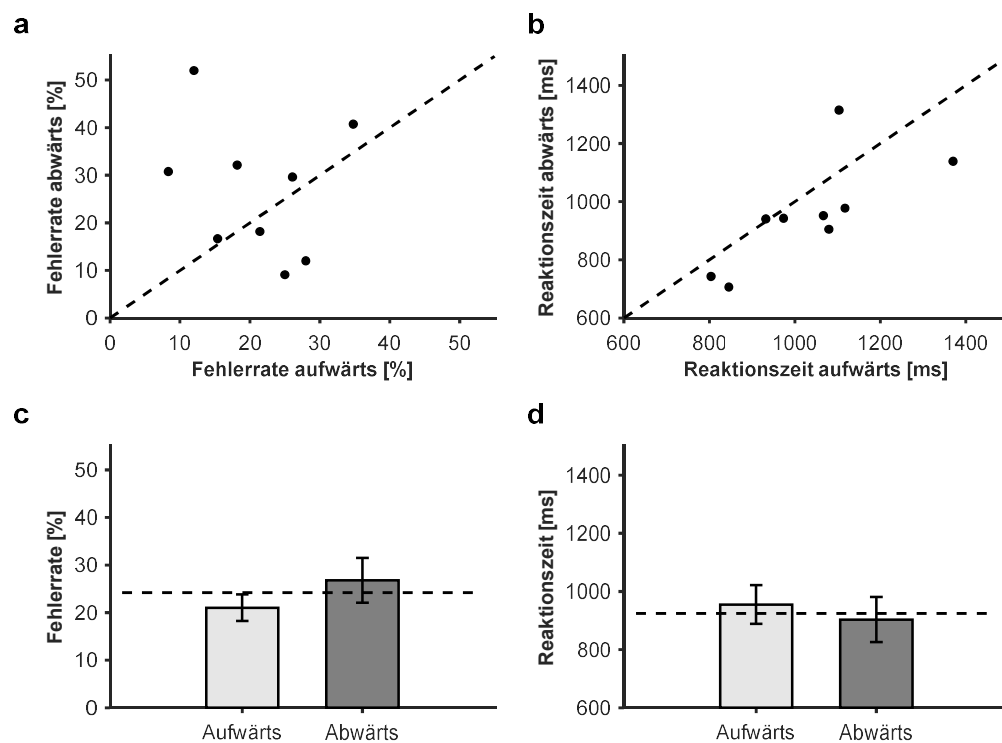 a
Fehlerrate abwärts [%]
50
40
30
20
10
0
0 10 20 30 40 50
Fehlerrate aufwärts [%]
b
Reaktionszeit abwärts [ms]
1400
1200
1000
800
600
600 800 1000 1200 1400
Reaktionszeit aufwärts [ms]
c
Fehlerrate [%]
50
40
30
20
10
0
Aufwärts Abwärts
d
Reaktionszeit [ms]
1400
1200
1000
800
600
Aufwärts Abwärts